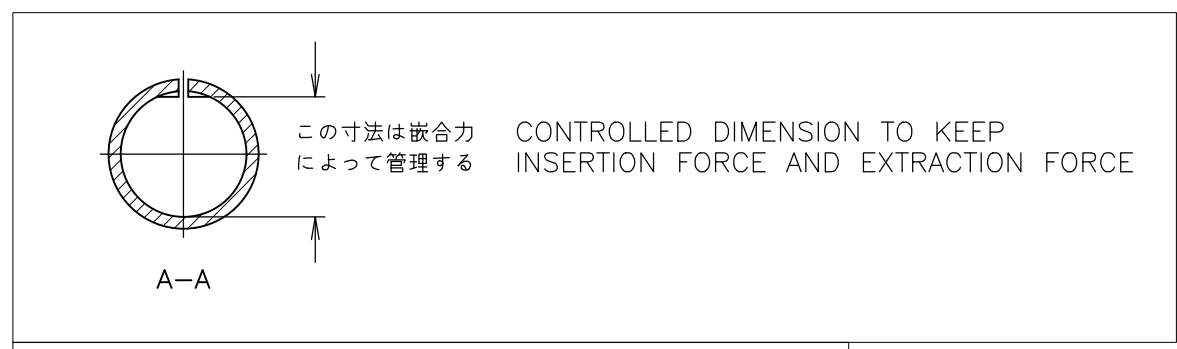 この寸法は嵌合力
によって管理する
CONTROLLED DIMENSION TO KEEP
INSERTION FORCE AND EXTRACTION FORCE
A-A